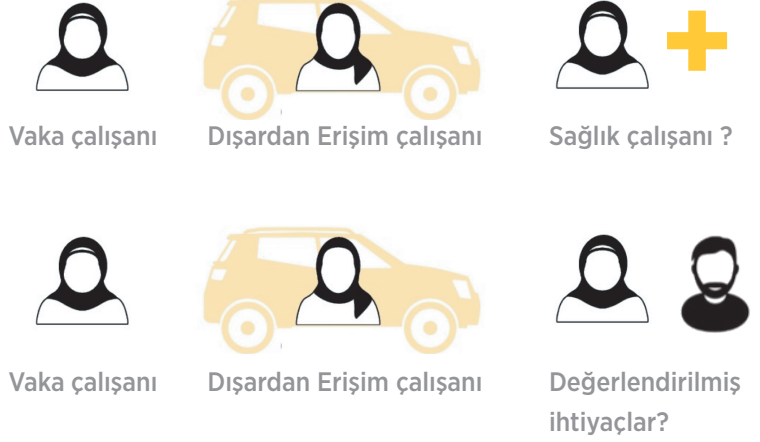 Vaka çalışanı Dışardan Erişim çalışanı Sağlık çalışanı ?
Vaka çalışanı Dışardan Erişim çalışanı Değerlendirilmiş
ihtiyaçlar?